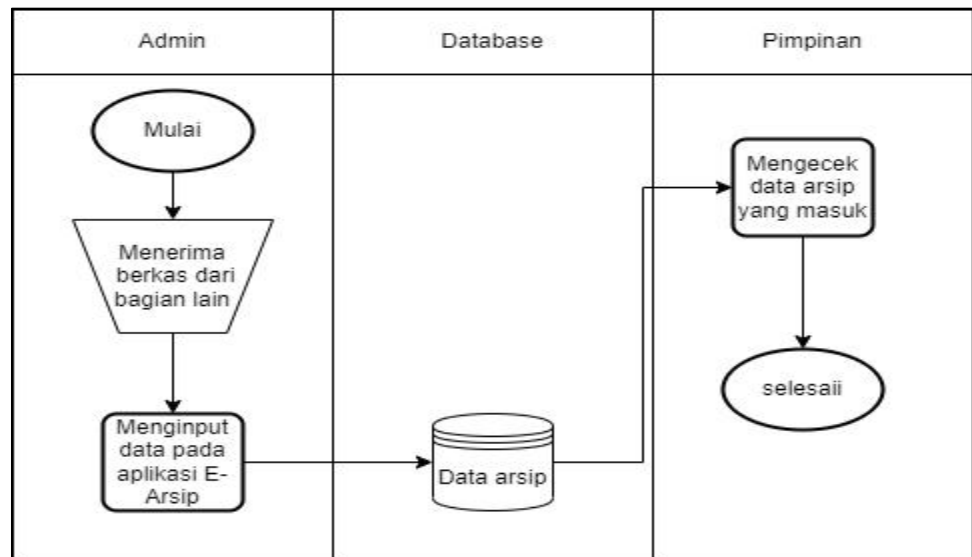 Admin
Database
Pimpinan
Mulai
Menerima
berkas dari
bagian lain
Menginput
data pada
aplikasi E-
Arsip
Data arsip
Mengecek
data arsip
yang masuk
selesaii